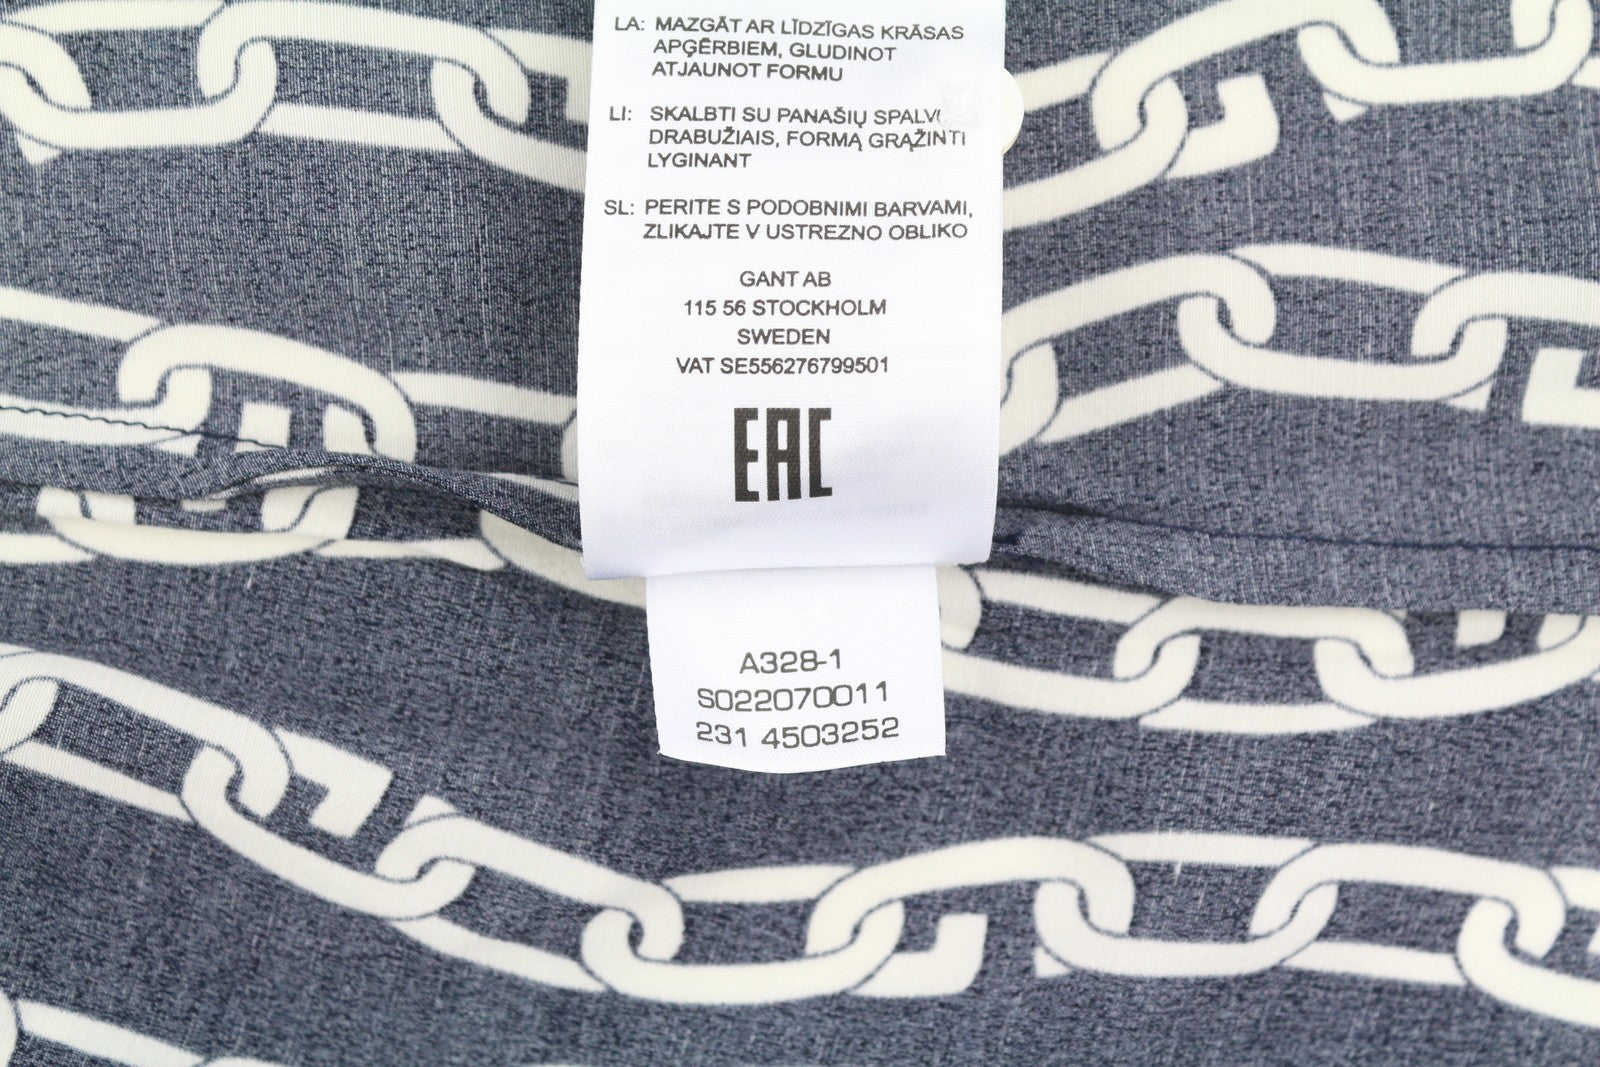 LA: MAZGĀT AR LĪDZĪGAS KRĀSAS
APĢĒRBIEM, GLUDINOT
ATJAUNOT FORMU
LI: SKALBTI SU PANAŠIŲ
DRABUŽIAIS, FORMĄ GRĄŽINTI
LYGINANT
SL: PERITE S PODOBNIMI BARVAMI,
ZLIKAJTE V USTREZNO OBLIKO
GANT AB
115 56 STOCKHOLM
SWEDEN
VAT SE556276799501
EAC
A328-1
S022070011
231 4503252